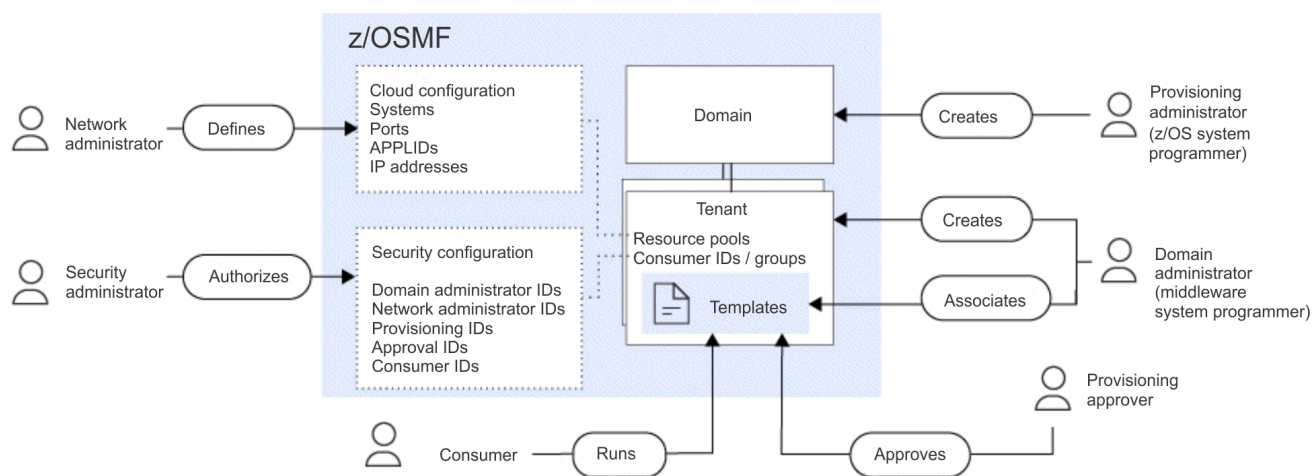 z/OSMF
Cloud configuration
Systems
Ports
APPLIDs
IP addresses
Network
administrator
Defines
Domain
Creates
Provisioning
administrator
(z/OS system
programmer)
Security
administrator
Authorizes
Security configuration
Domain administrator IDs
Network administrator IDs
Provisioning IDs
Approval IDs
Consumer IDs
Tenant
Resource pools
Consumer IDs / groups
Templates
Creates
Associates
Domain
administrator
(middleware
system programmer)
Consumer
Runs
Approves
Provisioning
approver